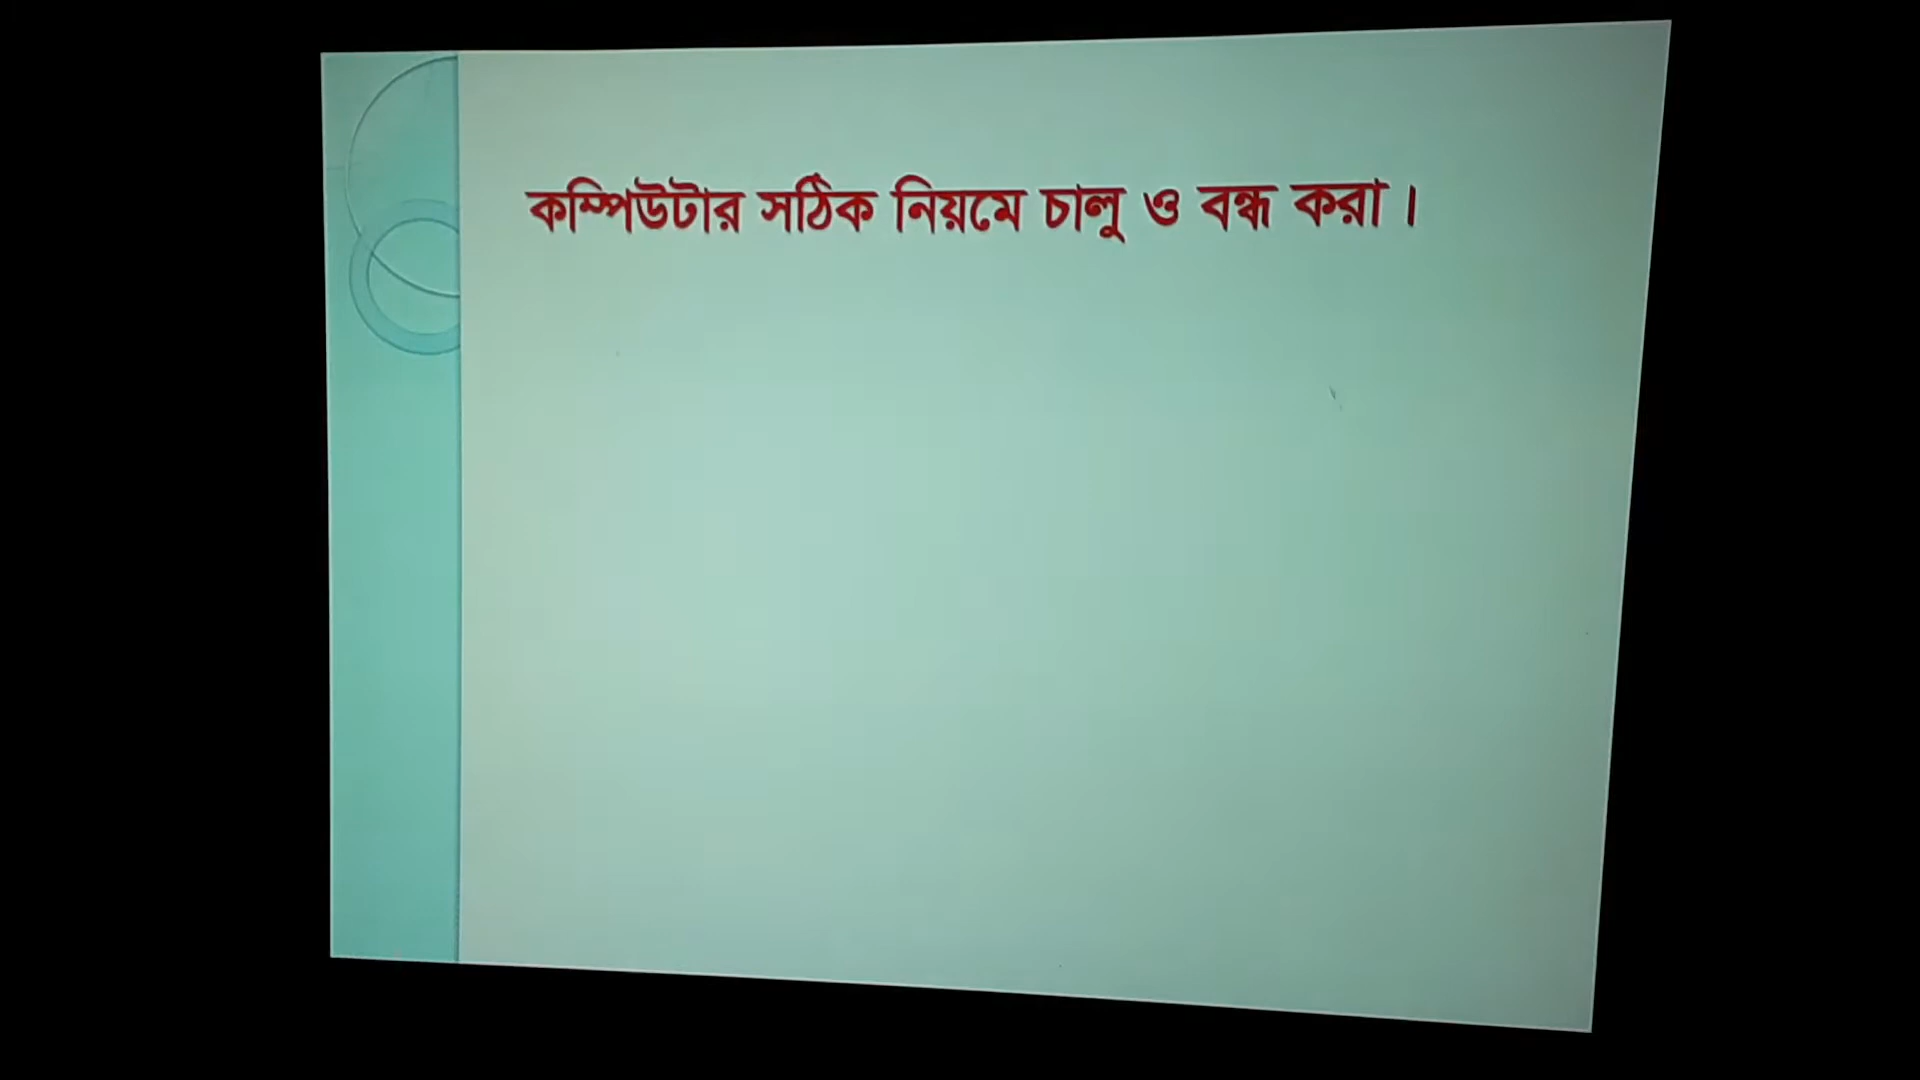 কম্পিউটার সঠিক নিয়মে চালু ও বন্ধ করা ।